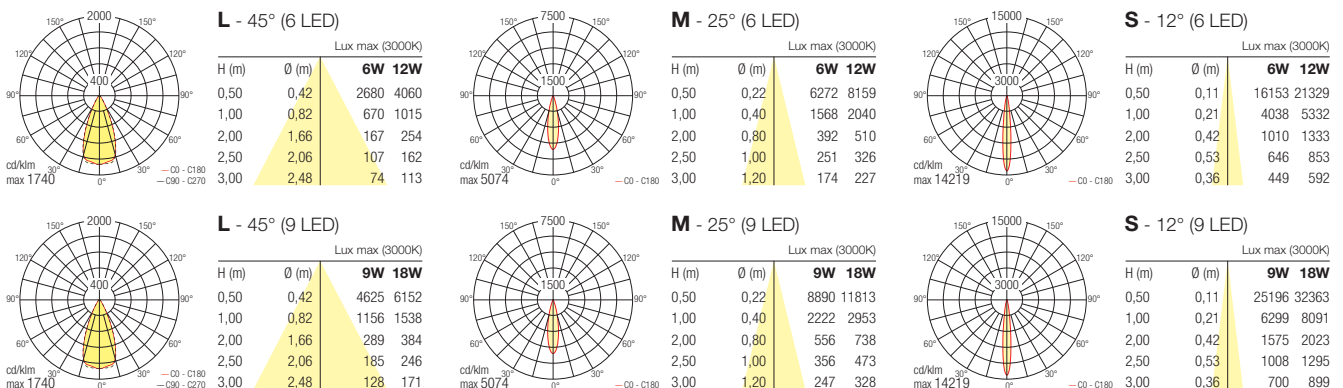 2000
150°
150°
120°
120°
400
90°
90°
60°
60°
cd/klm
30°
30°
max 1740
0°
C0 - C180
C90 - C270
L - 45° (6 LED)
Lux max (3000K)
H (m) Ø (m) 6W 12W
0,50 0,42 2680 4060
1,00 0,82 670 1015
2,00 1,66 167 254
2,50 2,06 107 162
3,00 2,48 74 113
7500
150°
150°
120°
120°
1500
90°
90°
60°
60°
cd/klm
30°
30°
max 5074
0°
C0 - C180
M - 25° (6 LED)
Lux max (3000K)
H (m) Ø (m) 6W 12W
0,50 0,22 6272 8159
1,00 0,40 1568 2040
2,00 0,80 392 510
2,50 1,00 251 326
3,00 1,20 174 227
15000
150°
150°
120°
120°
3000
90°
90°
60°
60°
cd/klm
30°
30°
max 14219
0°
C0 - C180
S - 12° (6 LED)
Lux max (3000K)
H (m) Ø (m) 6W 12W
0,50 0,11 16153 21329
1,00 0,21 4038 5332
2,00 0,42 1010 1333
2,50 0,53 646 853
3,00 0,36 449 592
2000
150°
150°
120°
120°
400
90°
90°
60°
60°
cd/klm
30°
30°
max 1740
0°
C0 - C180
C90 - C270
L - 45° (9 LED)
Lux max (3000K)
H (m) Ø (m) 9W 18W
0,50 0,42 4625 6152
1,00 0,82 1156 1538
2,00 1,66 289 384
2,50 2,06 185 246
3,00 2,48 128 171
7500
150°
150°
120°
120°
1500
90°
90°
60°
60°
cd/klm
30°
30°
max 5074
0°
C0 - C180
M - 25° (9 LED)
Lux max (3000K)
H (m) Ø (m) 9W 18W
0,50 0,22 8890 11813
1,00 0,40 2222 2953
2,00 0,80 556 738
2,50 1,00 356 473
3,00 1,20 247 328
15000
150°
150°
120°
120°
3000
90°
90°
60°
60°
cd/klm
30°
30°
max 14219
0°
C0 - C180
S - 12° (9 LED)
Lux max (3000K)
H (m) Ø (m) 9W 18W
0,50 0,11 25196 32363
1,00 0,21 6299 8091
2,00 0,42 1575 2023
2,50 0,53 1008 1295
3,00 0,36 700 899